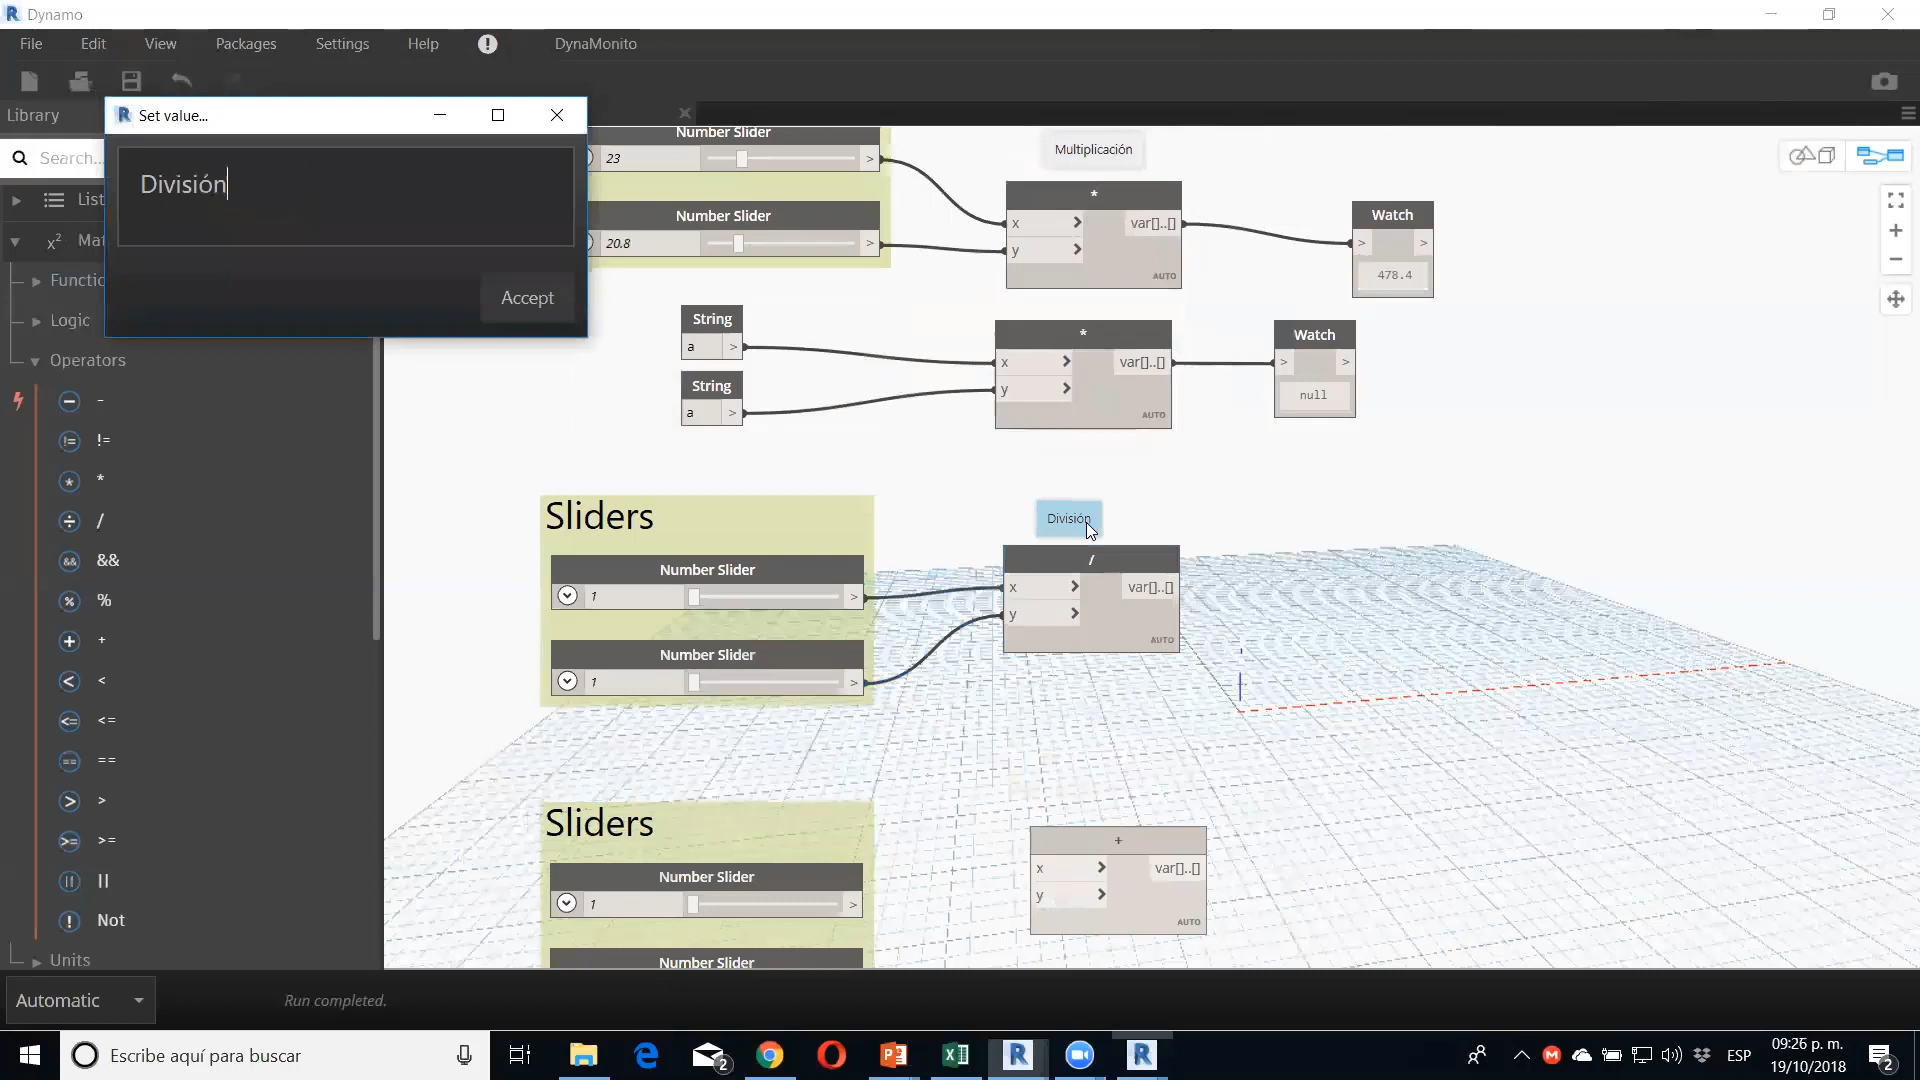 Dynamo
File Edit View Packages Settings Help DynaMonito
Library
Set value...
División
Accept
Search...
List
Mat
Functio
Logic
Operators
-
!=
*
/
&&
%
+
<
<=
==
>
>=
||
Not
Units
Number Slider
23
>
Number Slider
20.8
>
Multiplicación
*
x > var[]..[]
y >
AUTO
Watch
> >
478.4
String
a >
String
a >
*
x > var[]..[]
y >
AUTO
Watch
> >
null
Sliders
Number Slider
1 >
Number Slider
1 >
División
/
x > var[]..[]
y >
AUTO
Sliders
Number Slider
1 >
Number Slider
+
x > var[]..[]
y >
AUTO
Automatic
Run completed.
Escribe aquí para buscar
2
ESP
09:26 p. m.
19/10/2018
2